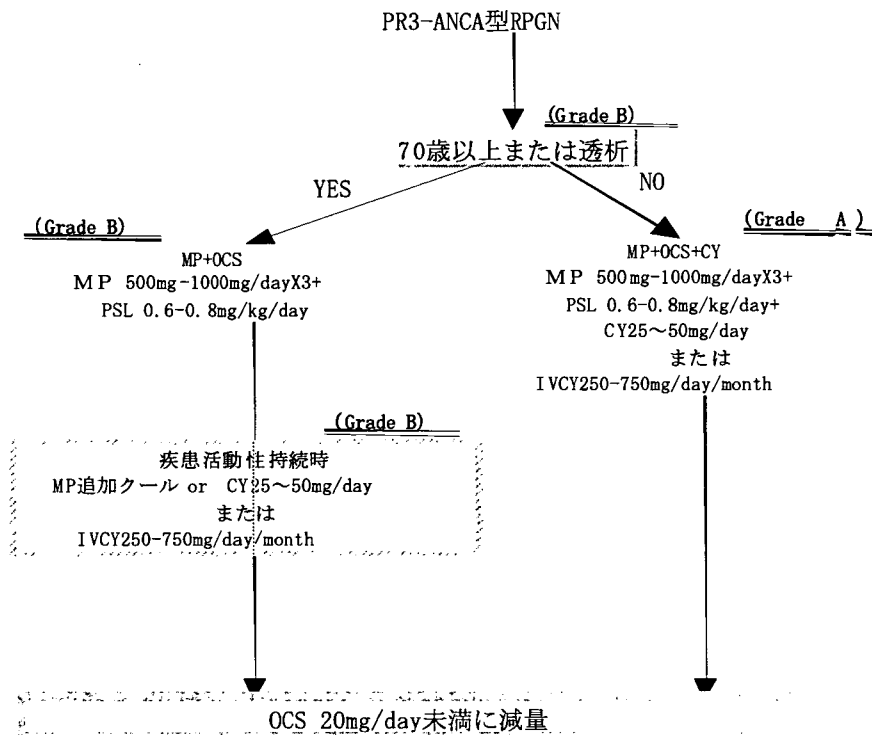 PR3-ANCA型RPGN
(Grade B)
70歳以上または透析
YES
NO
(Grade B)
(Grade A )
MP+OCS
MP 500mg-1000mg/dayX3+
PSL 0.6-0.8mg/kg/day
MP+OCS+CY
MP 500mg-1000mg/dayX3+
PSL 0.6-0.8mg/kg/day+
CY25〜50mg/day
または
IVCY250-750mg/day/month
(Grade B)
疾患活動性持続時
MP追加クール or CY25〜50mg/day
または
IVCY250-750mg/day/month
OCS 20mg/day未満に減量